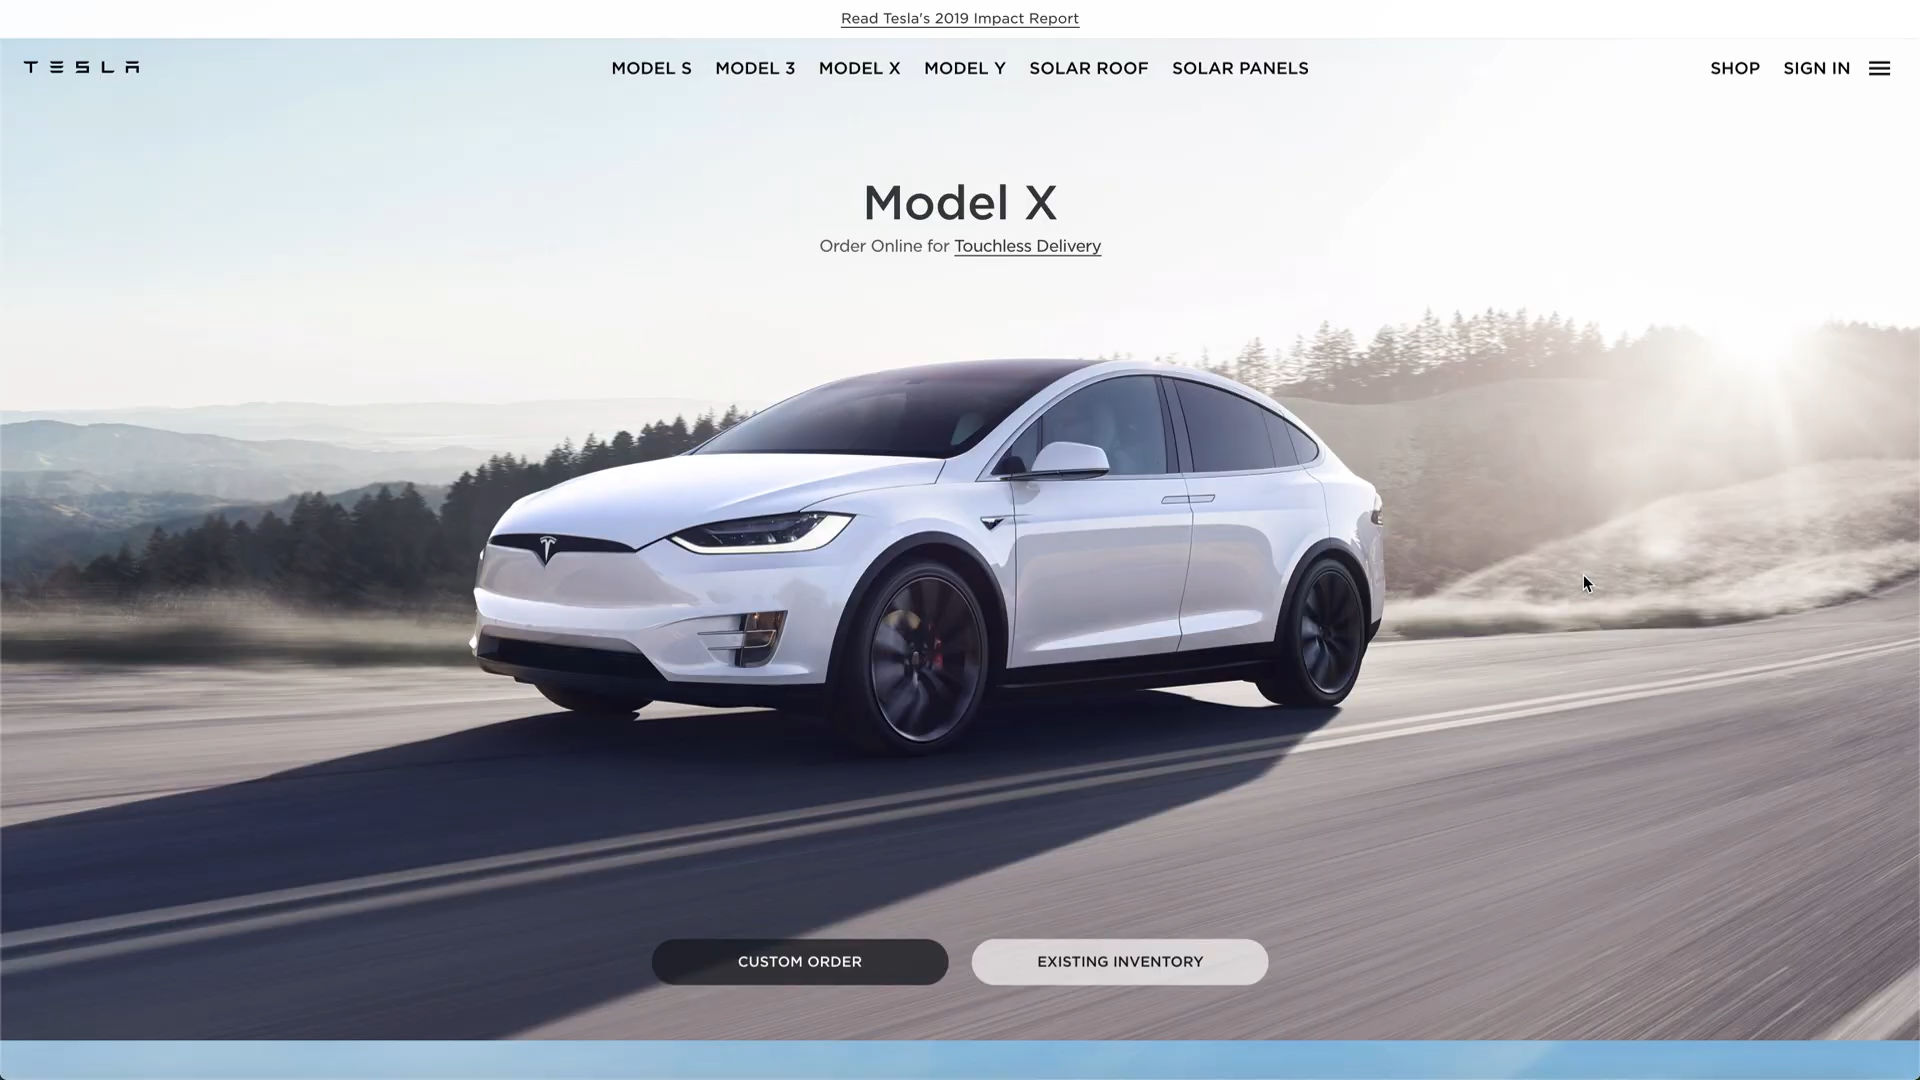 Read Tesla's 2019 Impact Report
TESLA
MODEL S MODEL 3 MODEL X MODEL Y SOLAR ROOF SOLAR PANELS
SHOP SIGN IN
Model X
Order Online for Touchless Delivery
CUSTOM ORDER
EXISTING INVENTORY